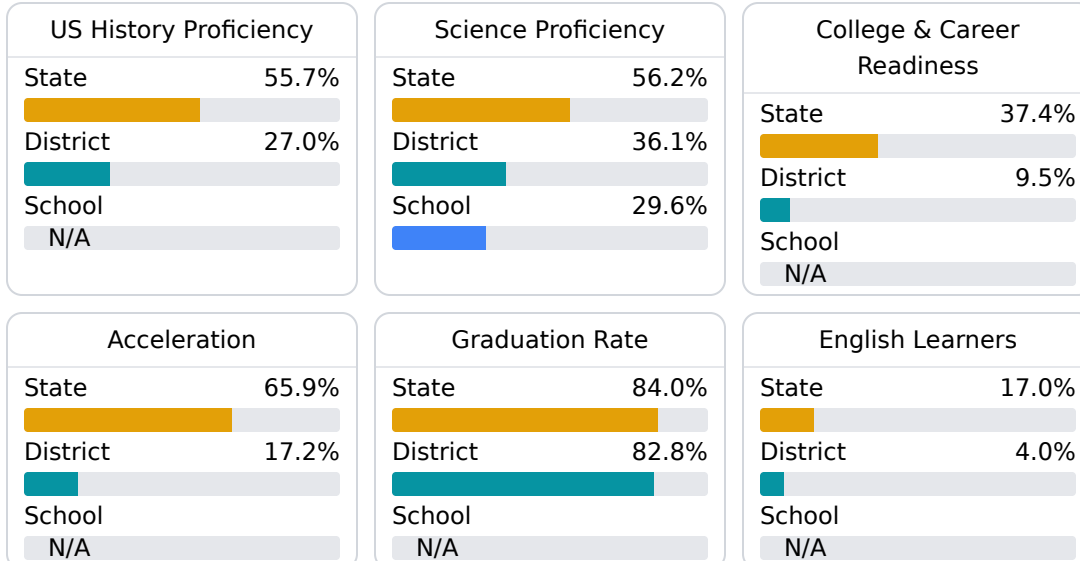 US History Proficiency
State 55.7%
District 27.0%
School
N/A
Science Proficiency
State 56.2%
District 36.1%
School 29.6%
College & Career
Readiness
State 37.4%
District 9.5%
School
N/A
Acceleration
State 65.9%
District 17.2%
School
N/A
Graduation Rate
State 84.0%
District 82.8%
School
N/A
English Learners
State 17.0%
District 4.0%
School
N/A